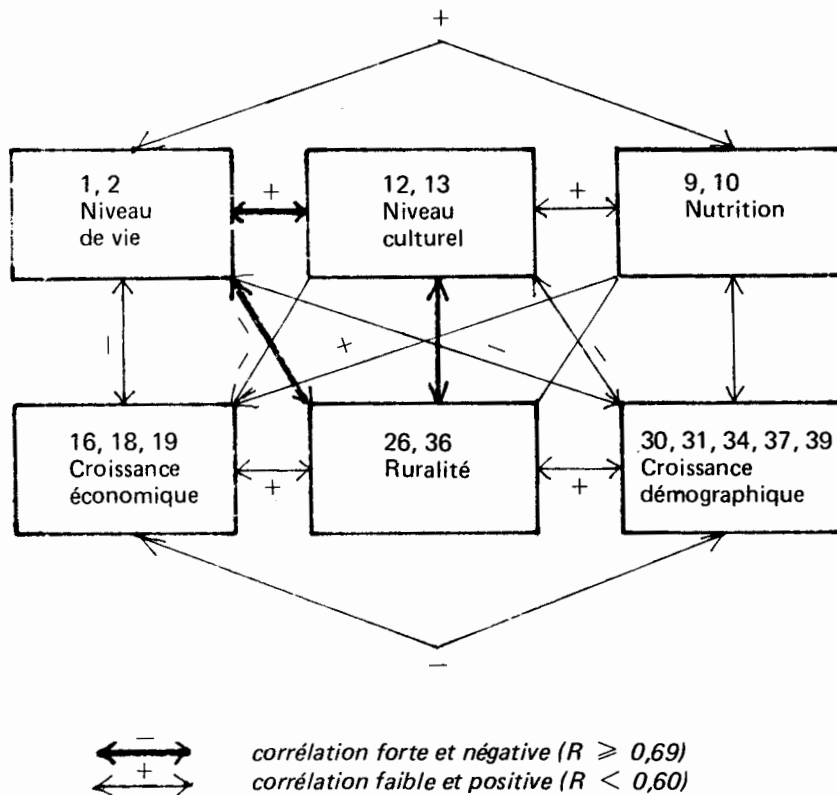 +
1, 2
Niveau
de vie
+
12, 13
Niveau
culturel
+
9, 10
Nutrition
–
–
–
+
–
–
16, 18, 19
Croissance
économique
+
26, 36
Ruralité
+
30, 31, 34, 37, 39
Croissance
démographique
–
– corrélation forte et négative (R ⩾ 0,69)
+ corrélation faible et positive (R < 0,60)